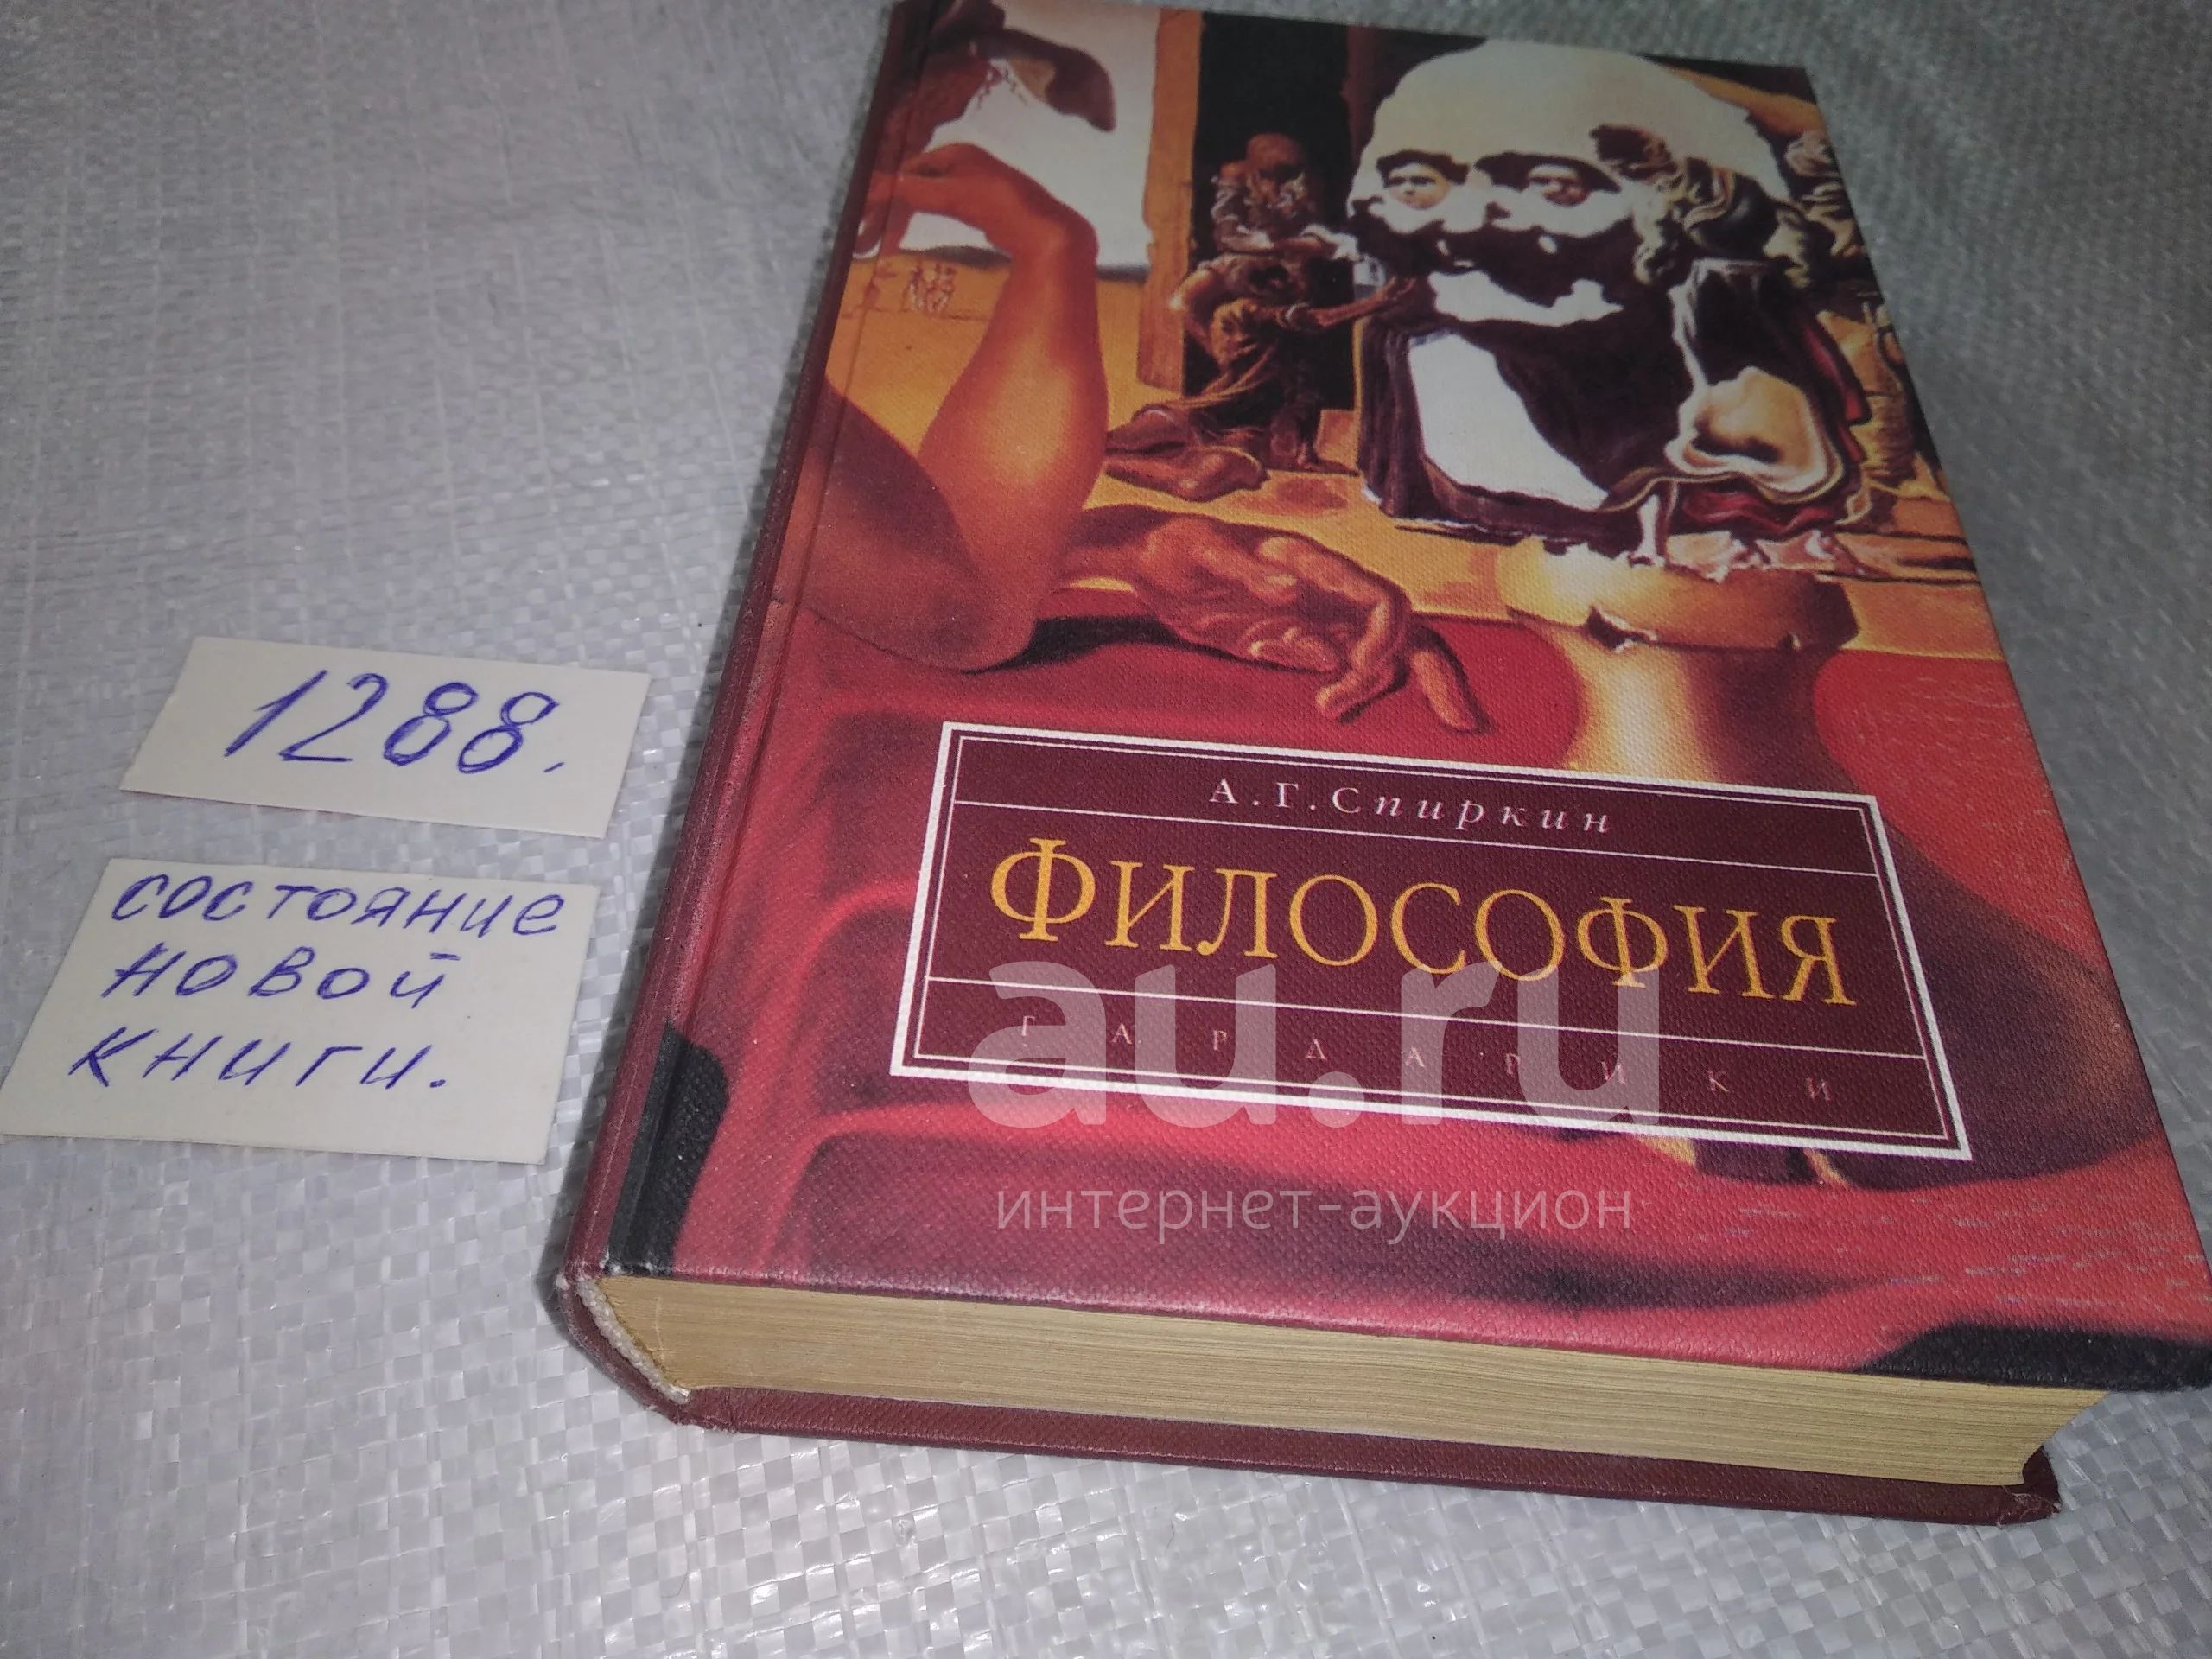 1288.
состояние
новой
книги.
А.Г.Спиркин
ФИЛОСОФИЯ
ГАРДАРИКИ
au.ru
интернет-аукцион